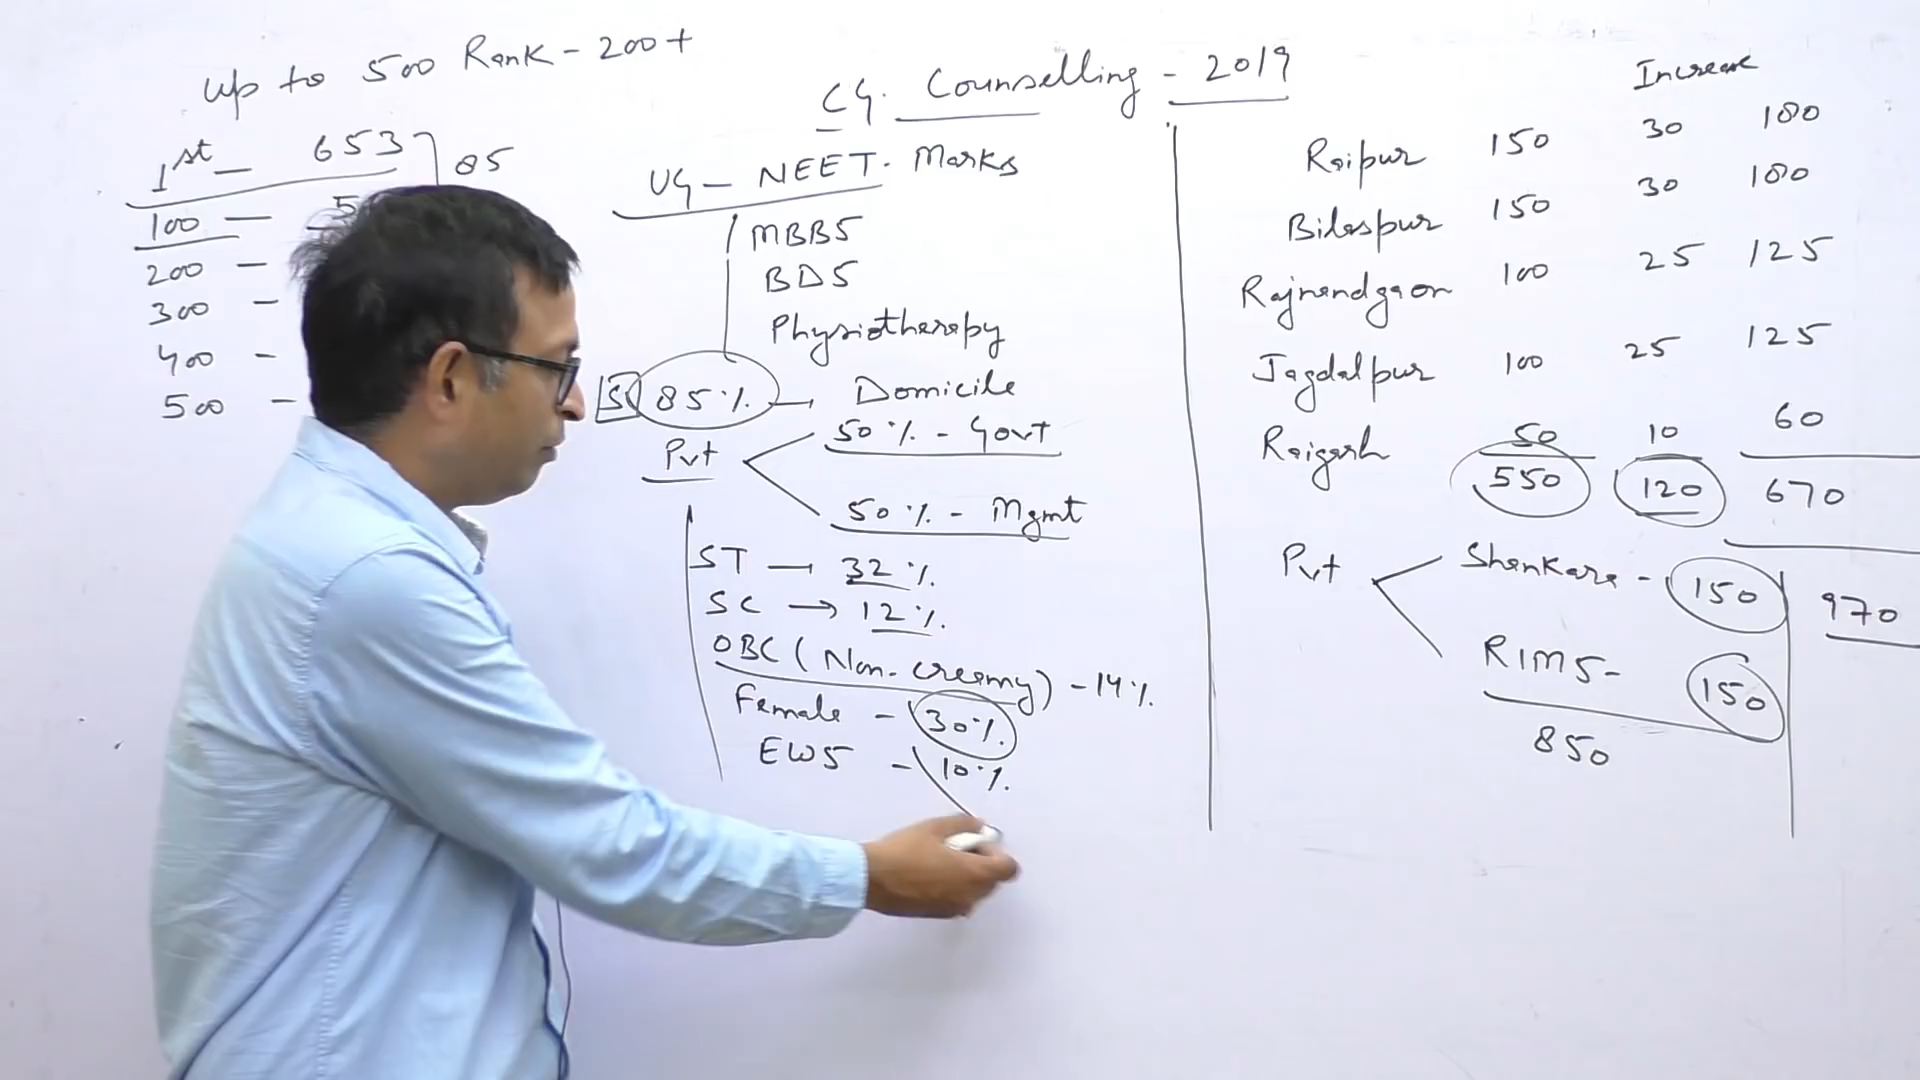 Up to 500 Rank - 200+
1st - 653 85
100 - 5
200 -
300 -
400 -
500 -
CG. Counselling - 2019
UG - NEET. Marks
MBBS
BDS
Physiotherapy
S 85% → Domicile
Pvt
50% - Govt
50% - Mgmt
ST → 32%.
SC → 12%.
OBC (Non-creamy) - 14%.
Female - 30%.
EWS - 10%.
Increase
Raipur 150 30 180
Bilaspur 150 30 180
Rajnandgaon 100 25 125
Jagdalpur 100 25 125
Raigarh 50 10 60
550 120 670
Pvt
Shankara - 150
970
RIMS - 150
850